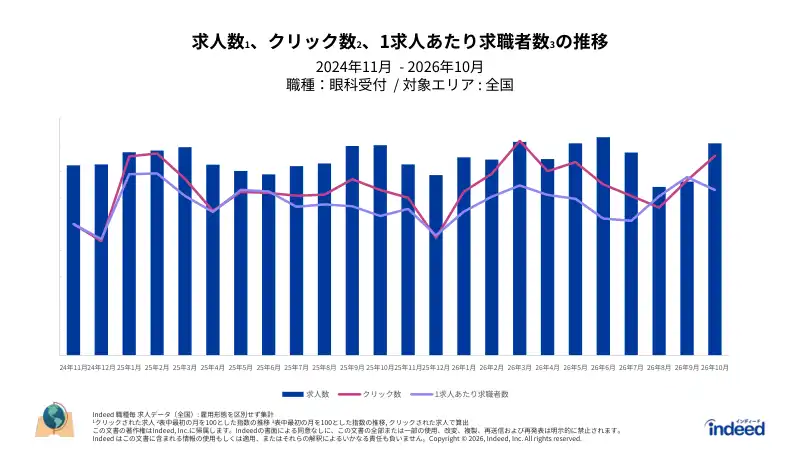 求人数1、クリック数2、1求人あたり求職者数3の推移
2024年11月 - 2026年10月
職種：眼科受付 / 対象エリア : 全国
24年11月 24年12月 25年1月 25年2月 25年3月 25年4月 25年5月 25年6月 25年7月 25年8月 25年9月 25年10月 25年11月 25年12月 26年1月 26年2月 26年3月 26年4月 26年5月 26年6月 26年7月 26年8月 26年9月 26年10月
求人数 クリック数 1求人あたり求職者数
Indeed 職種毎 求人データ（全国）: 雇用形態を区別せず集計
¹クリックされた求人 ²表中最初の月を100とした指数の推移 ³表中最初の月を100とした指数の推移, クリックされた求人で算出
この文書の著作権はIndeed, Inc.に帰属します。Indeedの書面による同意なしに、この文書の全部または一部の使用、改変、複製、再送信および再発表は明示的に禁止されます。
Indeed はこの文書に含まれる情報の使用もしくは適用、またはそれらの解釈によるいかなる責任も負いません。Copyright © 2026, Indeed, Inc. All rights reserved.
インディード
indeed